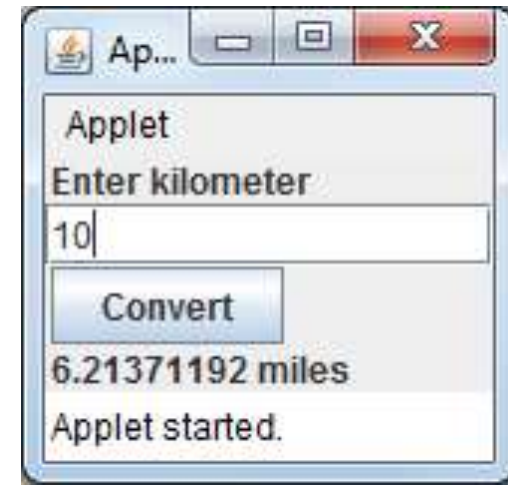 Ap...
Applet
Enter kilometer
10
Convert
6.21371192 miles
Applet started.